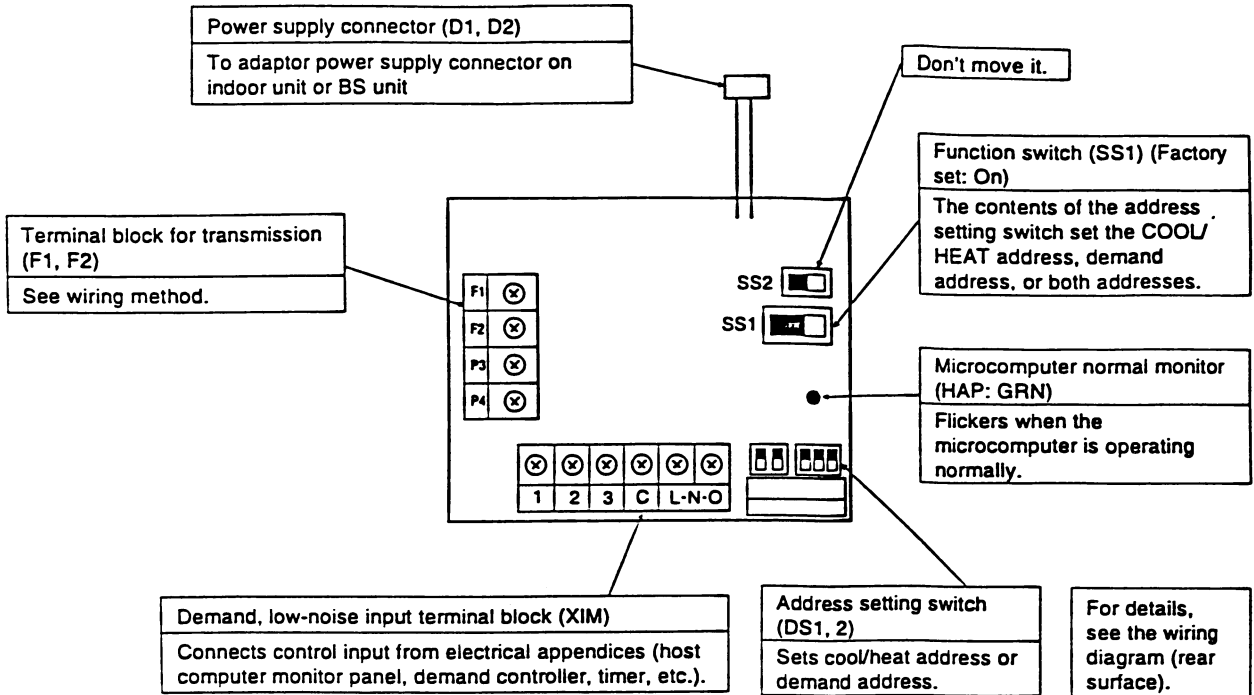 Power supply connector (D1, D2)
To adaptor power supply connector on
indoor unit or BS unit
Don't move it.
Function switch (SS1) (Factory
set: On)
The contents of the address
setting switch set the COOL/
HEAT address, demand
address, or both addresses.
Terminal block for transmission
(F1, F2)
See wiring method.
F1
F2
P3
P4
SS2
SS1
Microcomputer normal monitor
(HAP: GRN)
Flickers when the
microcomputer is operating
normally.
1 2 3 C L-N-O
Demand, low-noise input terminal block (XIM)
Connects control input from electrical appendices (host
computer monitor panel, demand controller, timer, etc.).
Address setting switch
(DS1, 2)
Sets cool/heat address or
demand address.
For details,
see the wiring
diagram (rear
surface).